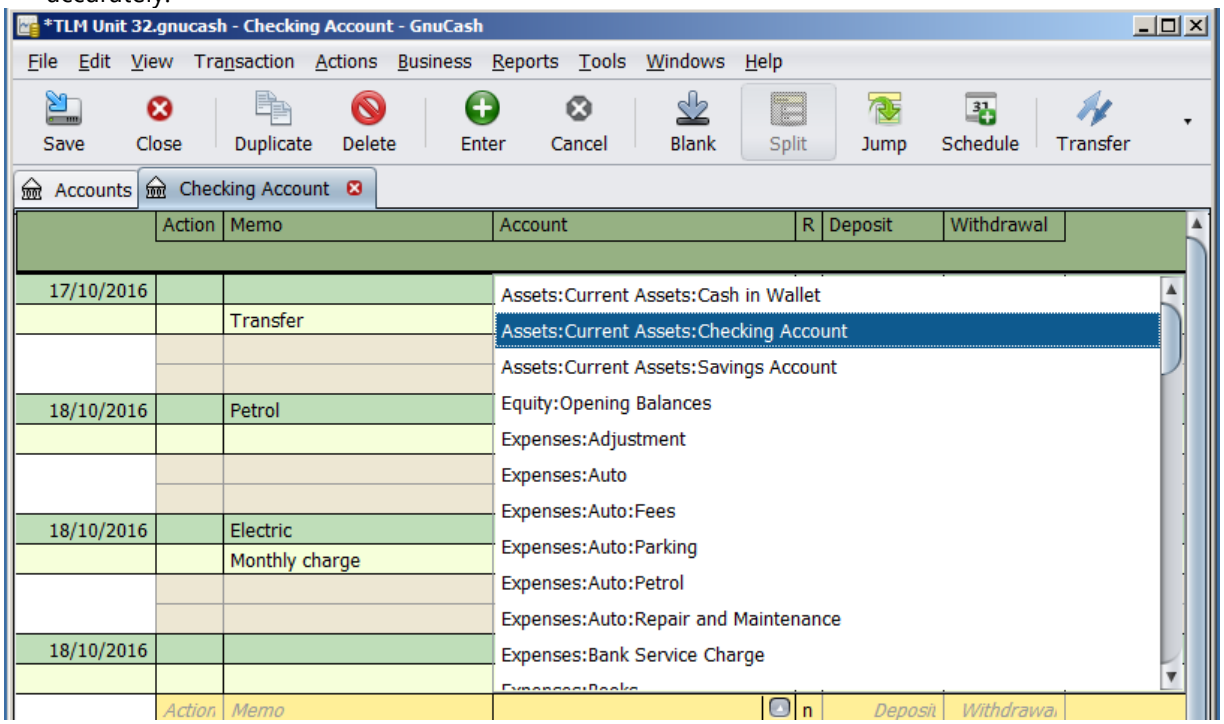 accurately.
*TLM Unit 32.gnucash - Checking Account - GnuCash
File Edit View Transaction Actions Business Reports Tools Windows Help
Save Close Duplicate Delete Enter Cancel Blank Split Jump Schedule Transfer
Accounts Checking Account
Action Memo Account R Deposit Withdrawal
17/10/2016
Assets:Current Assets:Cash in Wallet
Transfer
Assets:Current Assets:Checking Account
Assets:Current Assets:Savings Account
18/10/2016 Petrol
Equity:Opening Balances
Expenses:Adjustment
Expenses:Auto
Expenses:Auto:Fees
18/10/2016 Electric
Expenses:Auto:Parking
Monthly charge
Expenses:Auto:Petrol
Expenses:Auto:Repair and Maintenance
18/10/2016
Expenses:Bank Service Charge
Expenses:Books
Action Memo n Deposit Withdrawal